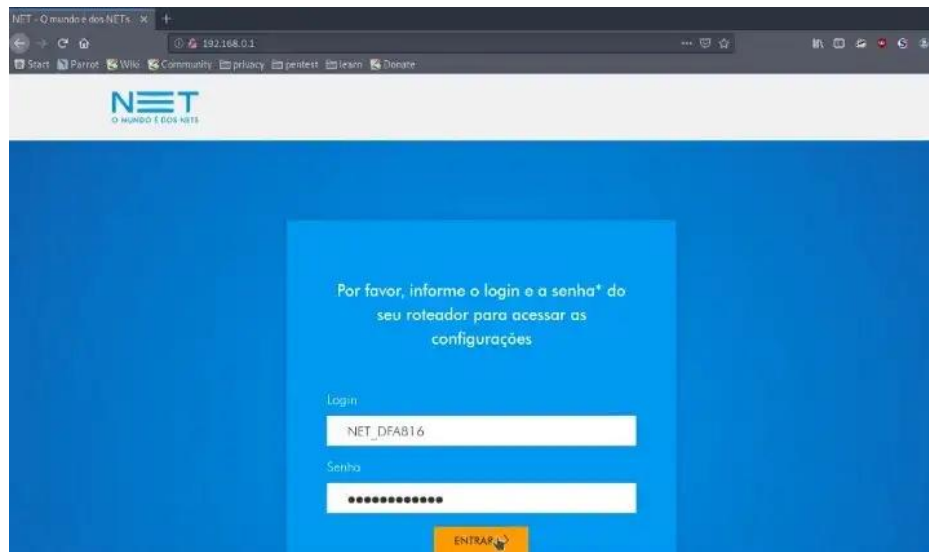 NET - O mundo é dos NETs
192.168.0.1
Start Parrot Wiki Community privacy pentest learn Donate
NET
O MUNDO É DOS NETS
Por favor, informe o login e a senha* do
seu roteador para acessar as
configurações
Login
NET_DFA816
Senha
ENTRAR